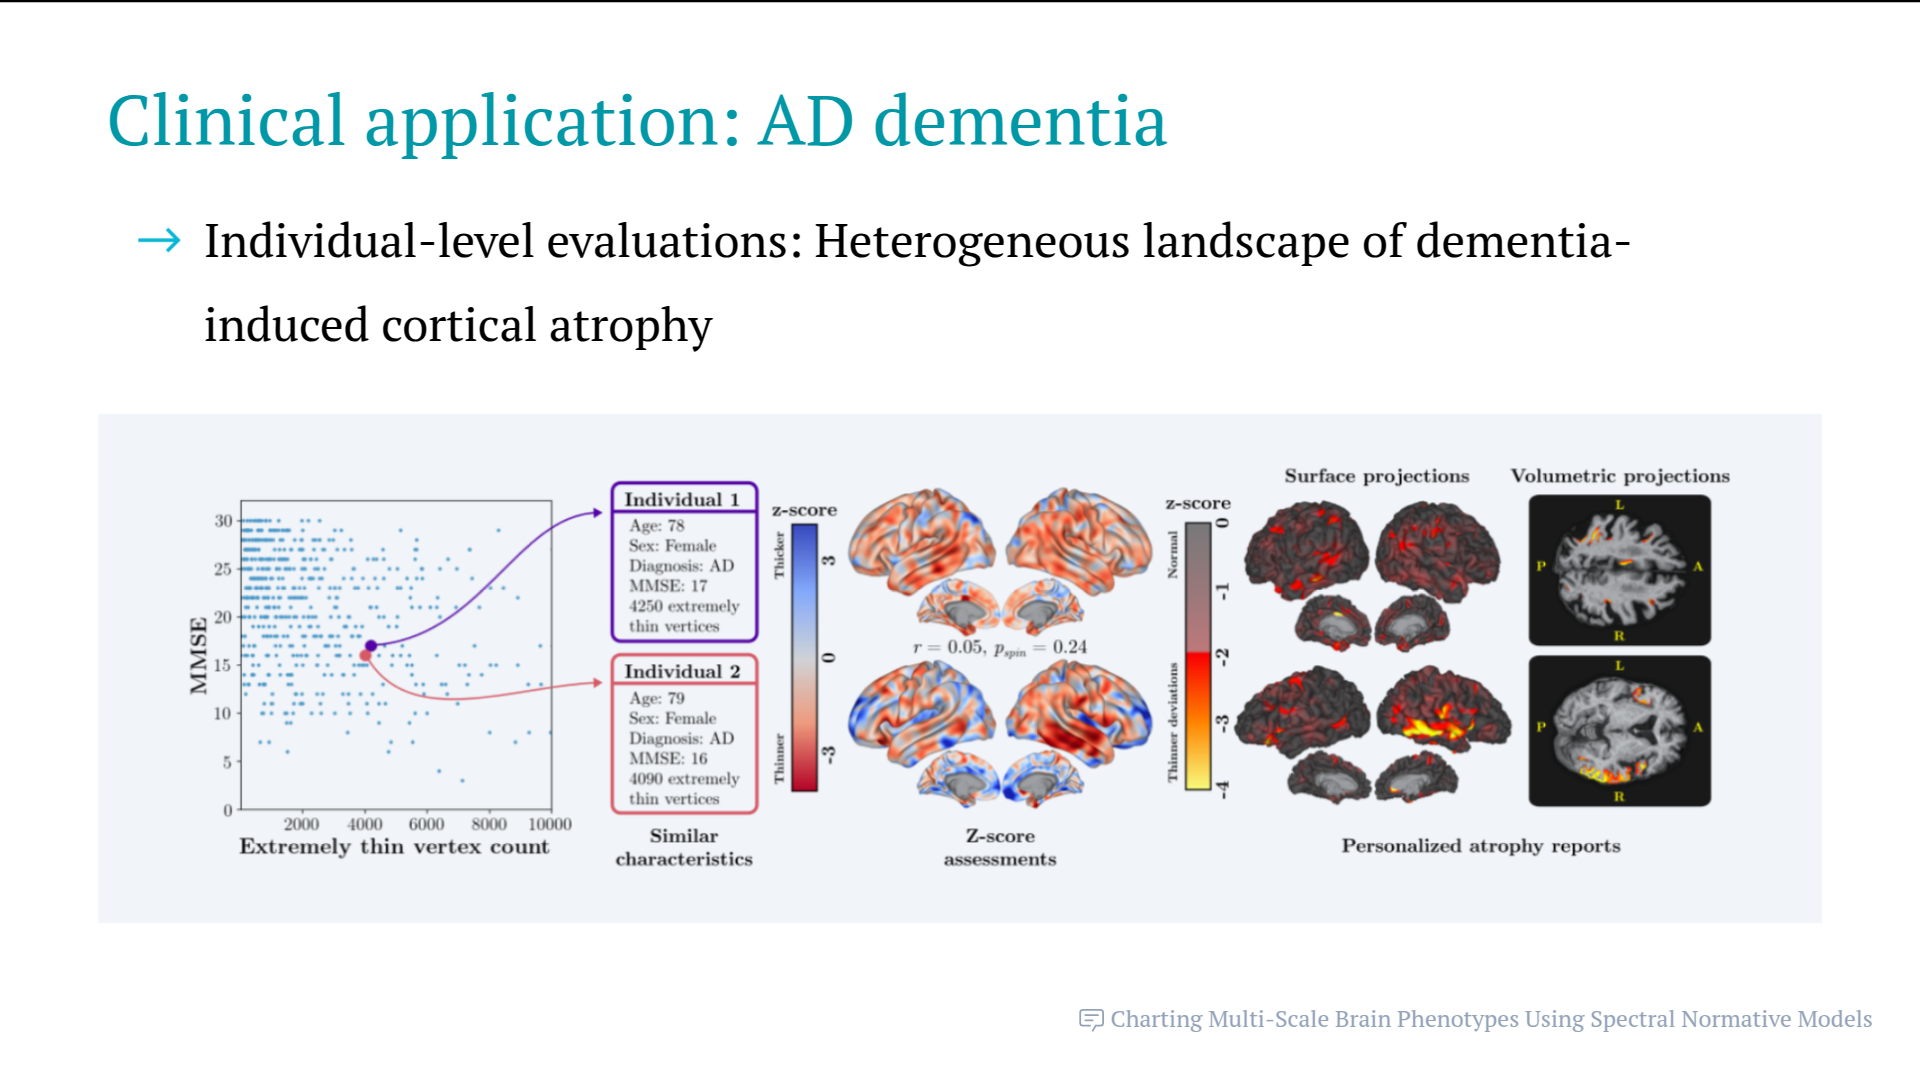 Clinical application: AD dementia
→ Individual-level evaluations: Heterogeneous landscape of dementia-
induced cortical atrophy
MMSE
30
25
20
15
10
5
0
2000 4000 6000 8000 10000
Extremely thin vertex count
Individual 1
Age: 78
Sex: Female
Diagnosis: AD
MMSE: 17
4250 extremely
thin vertices
Individual 2
Age: 79
Sex: Female
Diagnosis: AD
MMSE: 16
4090 extremely
thin vertices
Similar
characteristics
z-score
Thicker
Thinner
3
0
-3
r = 0.05, p_spin = 0.24
Z-score
assessments
z-score
Normal
Thinner deviations
0
-1
-2
-3
-4
Surface projections
Volumetric projections
L
P A
R
L
P A
R
Personalized atrophy reports
Charting Multi-Scale Brain Phenotypes Using Spectral Normative Models